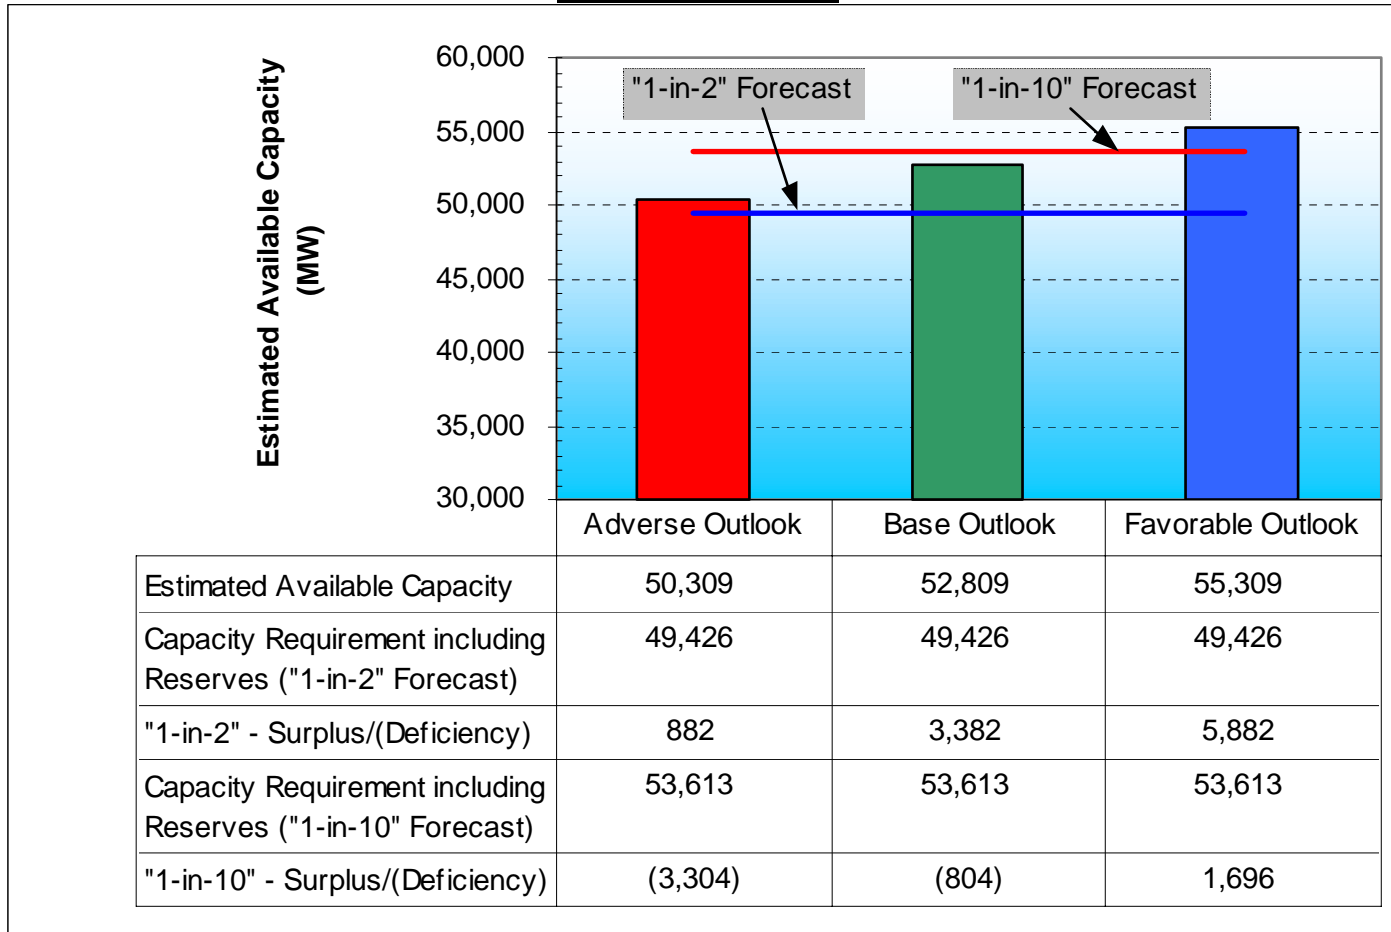 Estimated Available Capacity
(MW)
60,000
55,000
50,000
45,000
40,000
35,000
30,000
"1-in-2" Forecast
"1-in-10" Forecast
Adverse Outlook Base Outlook Favorable Outlook
Estimated Available Capacity 50,309 52,809 55,309
Capacity Requirement including 49,426 49,426 49,426
Reserves ("1-in-2" Forecast)
"1-in-2" - Surplus/(Deficiency) 882 3,382 5,882
Capacity Requirement including 53,613 53,613 53,613
Reserves ("1-in-10" Forecast)
"1-in-10" - Surplus/(Deficiency) (3,304) (804) 1,696